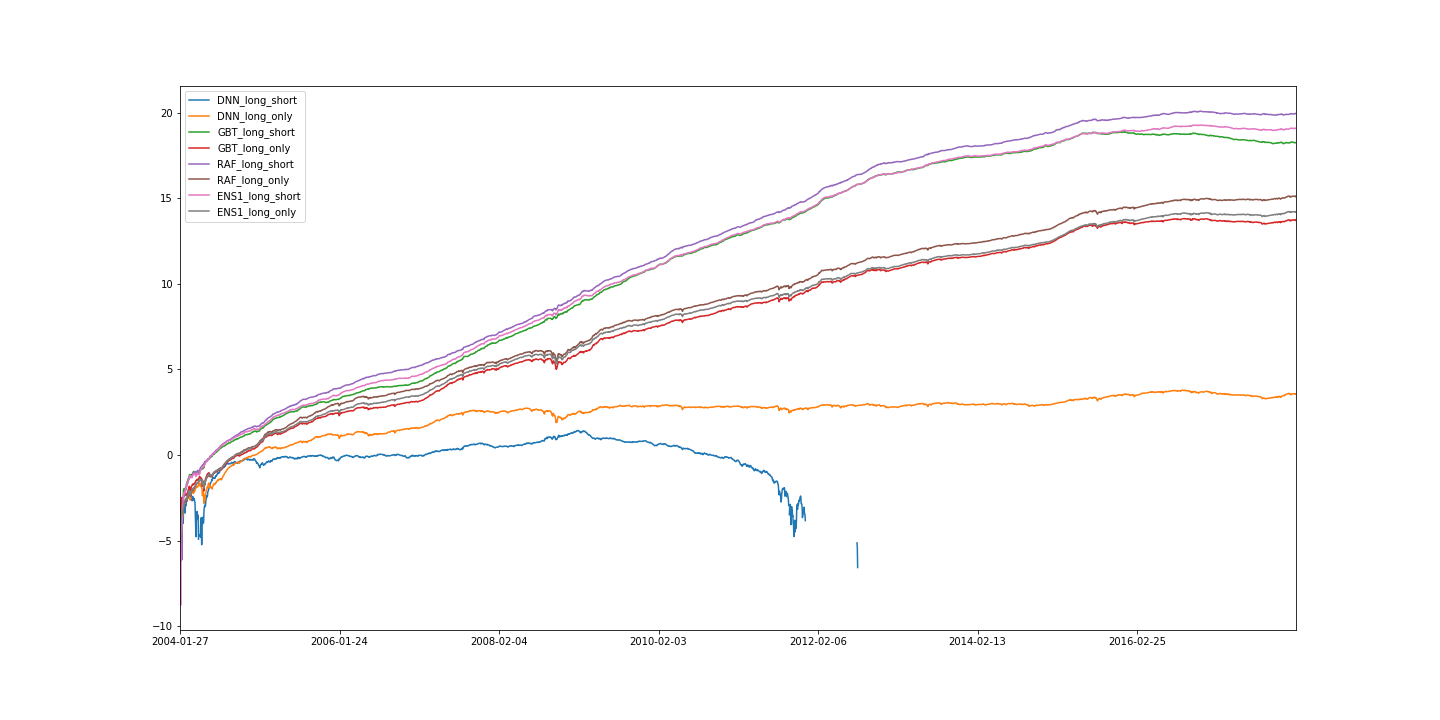 DNN_long_short
DNN_long_only
GBT_long_short
GBT_long_only
RAF_long_short
RAF_long_only
ENS1_long_short
ENS1_long_only
20
15
10
5
0
−5
−10
2004-01-27 2006-01-24 2008-02-04 2010-02-03 2012-02-06 2014-02-13 2016-02-25